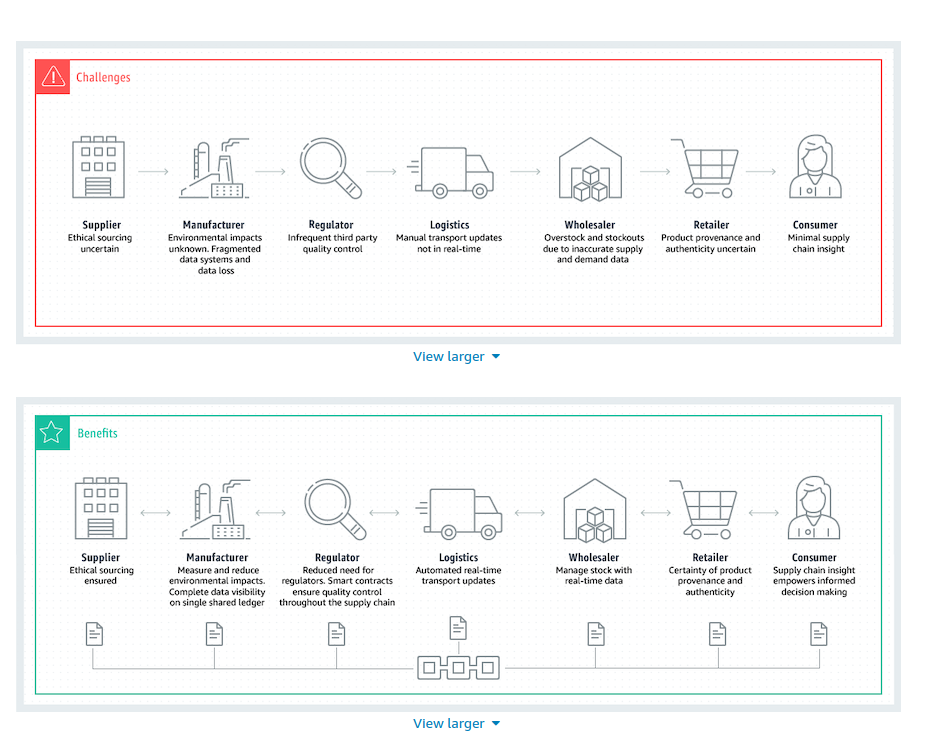 Challenges
Supplier
Ethical sourcing
uncertain
Manufacturer
Environmental impacts
unknown. Fragmented
data systems and
data loss
Regulator
Infrequent third party
quality control
Logistics
Manual transport updates
not in real-time
Wholesaler
Overstock and stockouts
due to inaccurate supply
and demand data
Retailer
Product provenance and
authenticity uncertain
Consumer
Minimal supply
chain insight
View larger
Benefits
Supplier
Ethical sourcing
ensured
Manufacturer
Measure and reduce
environmental impacts.
Complete data visibility
on single shared ledger
Regulator
Reduced need for
regulators. Smart contracts
ensure quality control
throughout the supply chain
Logistics
Automated real-time
transport updates
Wholesaler
Manage stock with
real-time data
Retailer
Certainty of product
provenance and
authenticity
Consumer
Supply chain insight
empowers informed
decision making
View larger